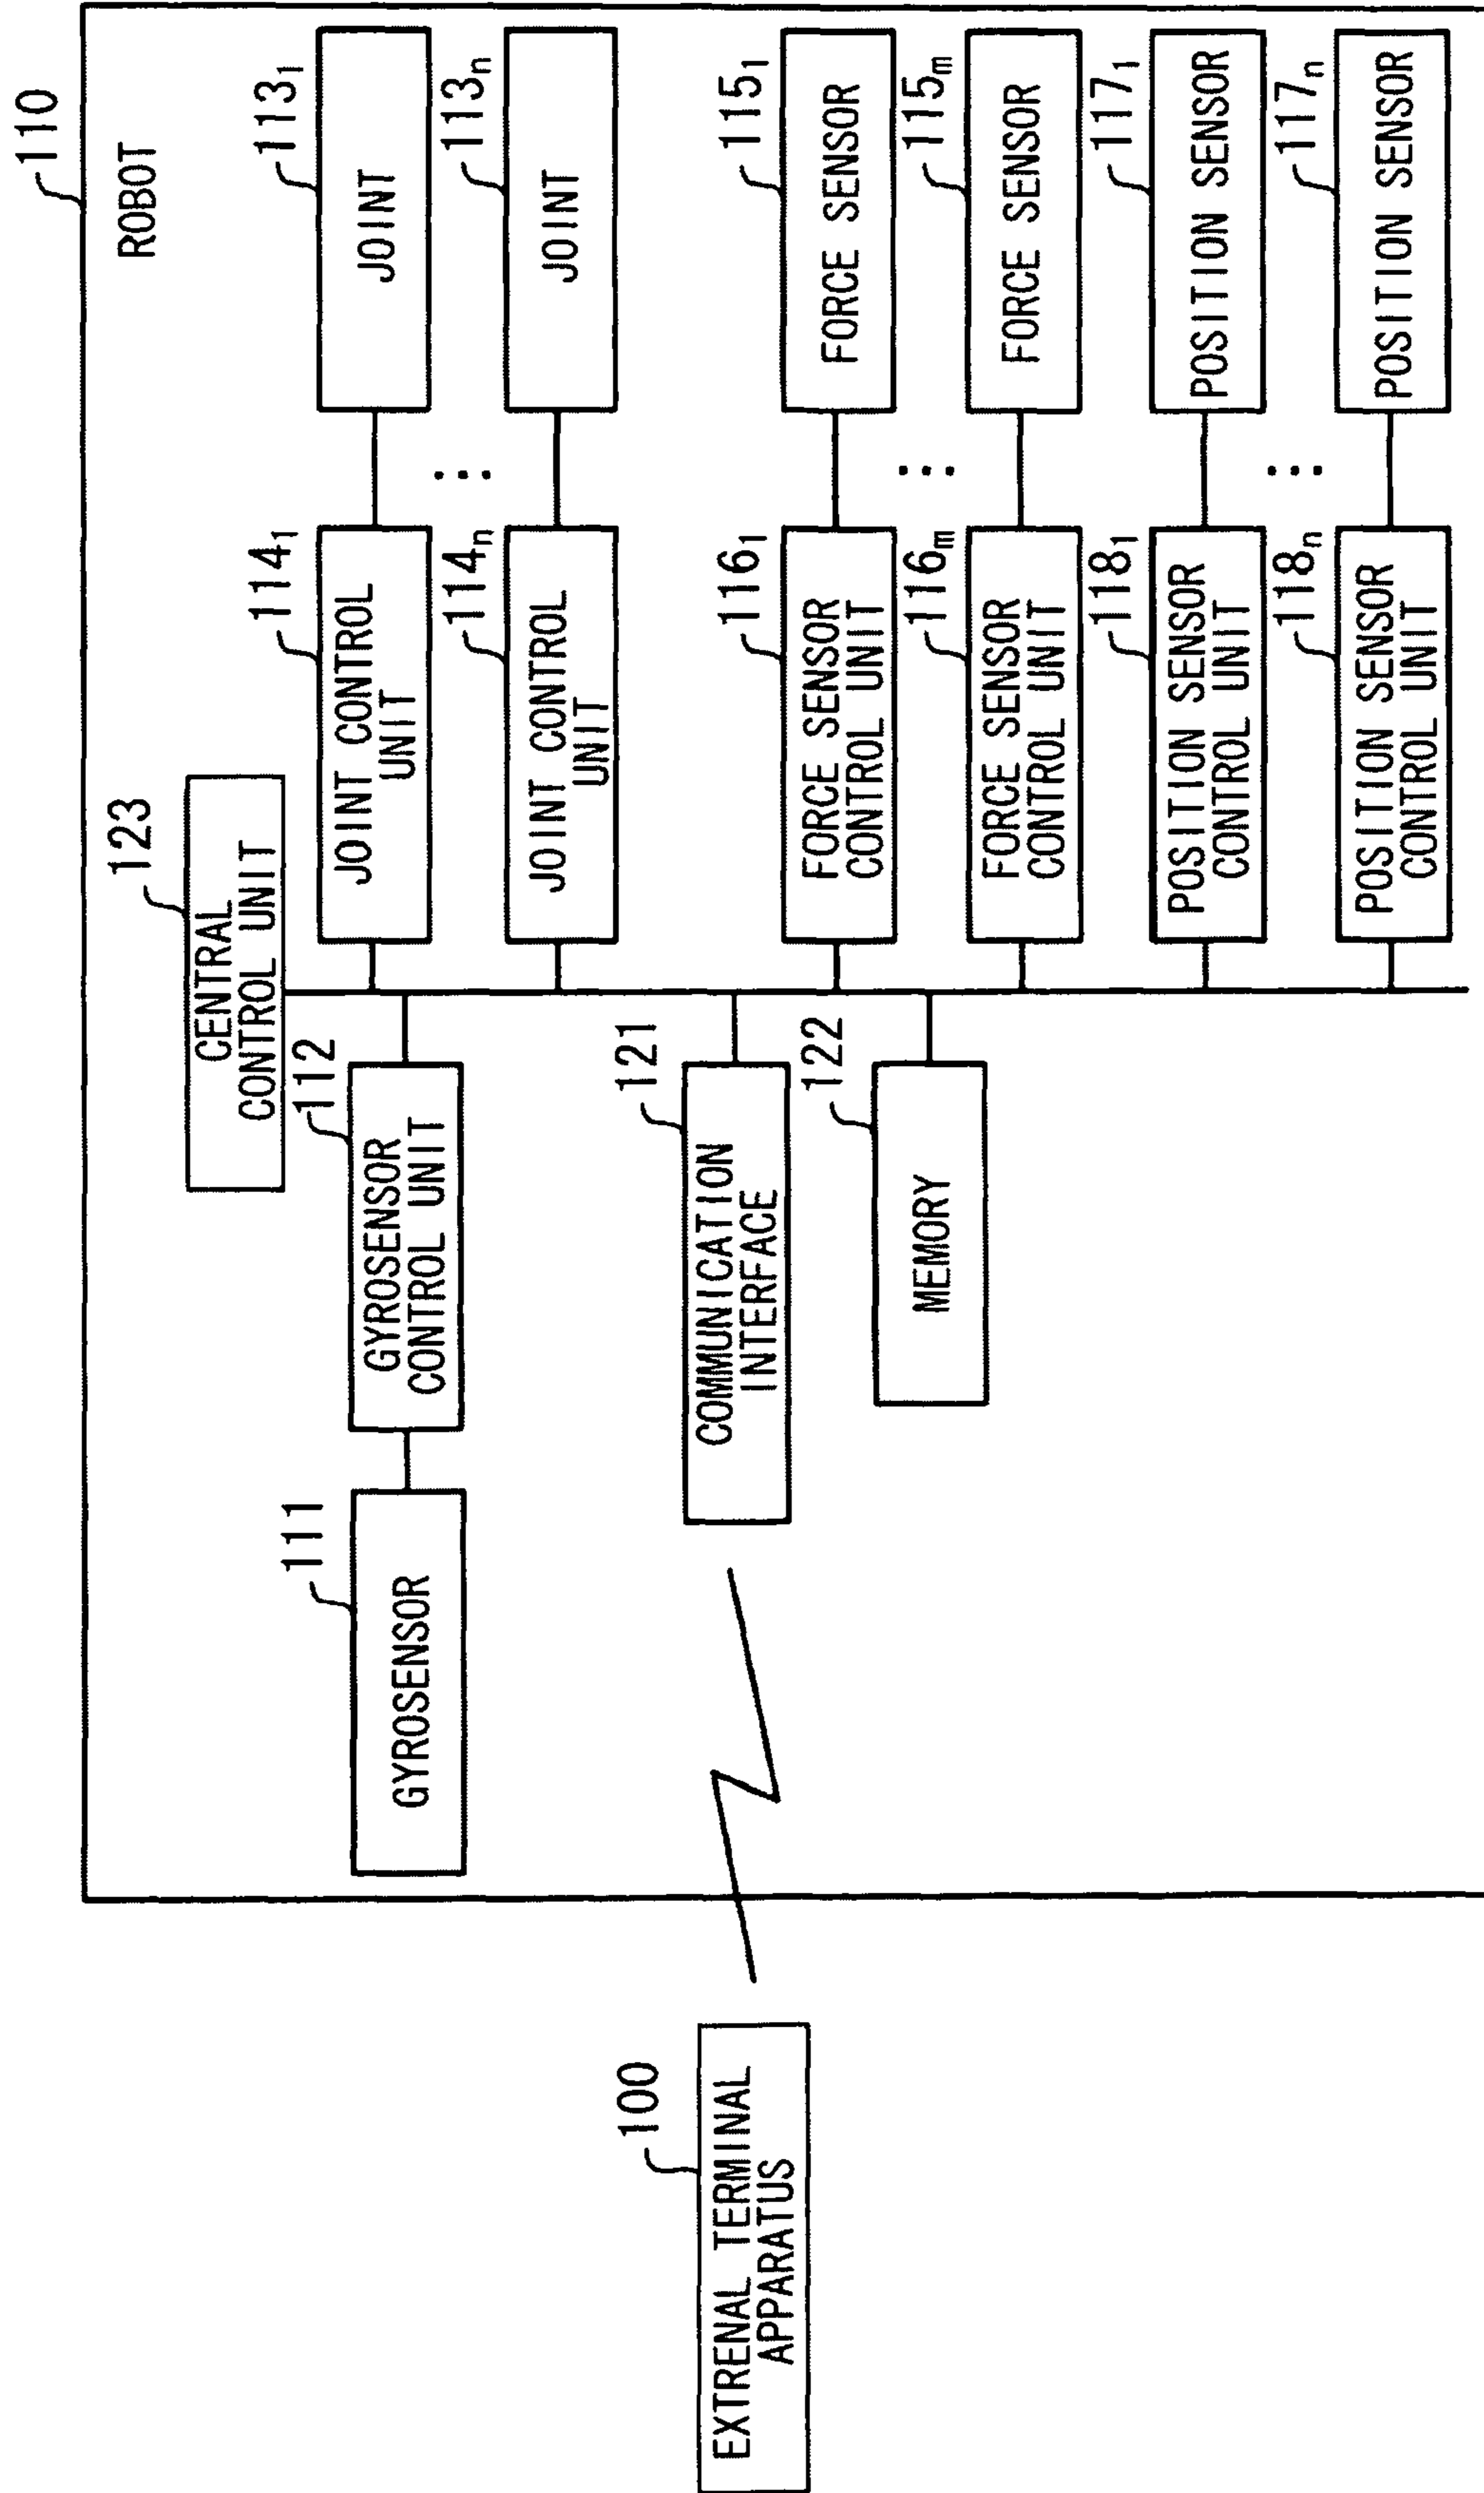 110
ROBOT
123
CENTRAL
CONTROL UNIT
111
GYROSENSOR
112
GYROSENSOR
CONTROL UNIT
114₁
JOINT CONTROL
UNIT
113₁
JOINT
114ₙ
JOINT CONTROL
UNIT
113ₙ
JOINT
100
EXTRENAL TERMINAL
APPARATUS
121
COMMUNICATION
INTERFACE
122
MEMORY
116₁
FORCE SENSOR
CONTROL UNIT
115₁
FORCE SENSOR
116ₘ
FORCE SENSOR
CONTROL UNIT
115ₘ
FORCE SENSOR
118₁
POSITION SENSOR
CONTROL UNIT
117₁
POSITION SENSOR
118ₙ
POSITION SENSOR
CONTROL UNIT
117ₙ
POSITION SENSOR